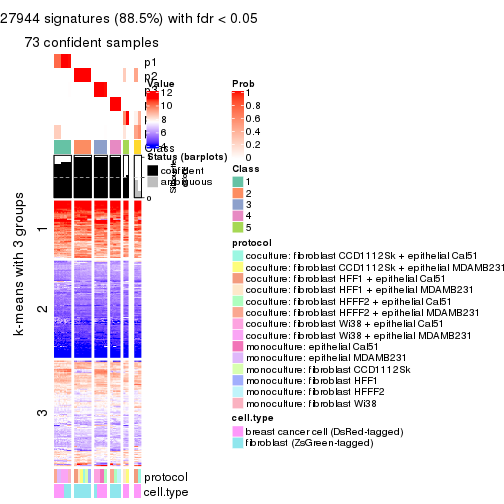 27944 signatures (88.5%) with fdr < 0.05
73 confident samples
p1
p2
Class
k-means with 3 groups
1
2
3
protocol
cell.type
Value
12
10
8
6
Status (barplots)
confident
ambiguous
0
Prob
1
0.8
0.6
0.4
0.2
0
Class
1
2
3
4
5
protocol
coculture: fibroblast CCD1112Sk + epithelial Cal51
coculture: fibroblast CCD1112Sk + epithelial MDAMB231
coculture: fibroblast HFF1 + epithelial Cal51
coculture: fibroblast HFF1 + epithelial MDAMB231
coculture: fibroblast HFFF2 + epithelial Cal51
coculture: fibroblast HFFF2 + epithelial MDAMB231
coculture: fibroblast Wi38 + epithelial Cal51
coculture: fibroblast Wi38 + epithelial MDAMB231
monoculture: epithelial Cal51
monoculture: epithelial MDAMB231
monoculture: fibroblast CCD1112Sk
monoculture: fibroblast HFF1
monoculture: fibroblast HFFF2
monoculture: fibroblast Wi38
cell.type
breast cancer cell (DsRed-tagged)
fibroblast (ZsGreen-tagged)